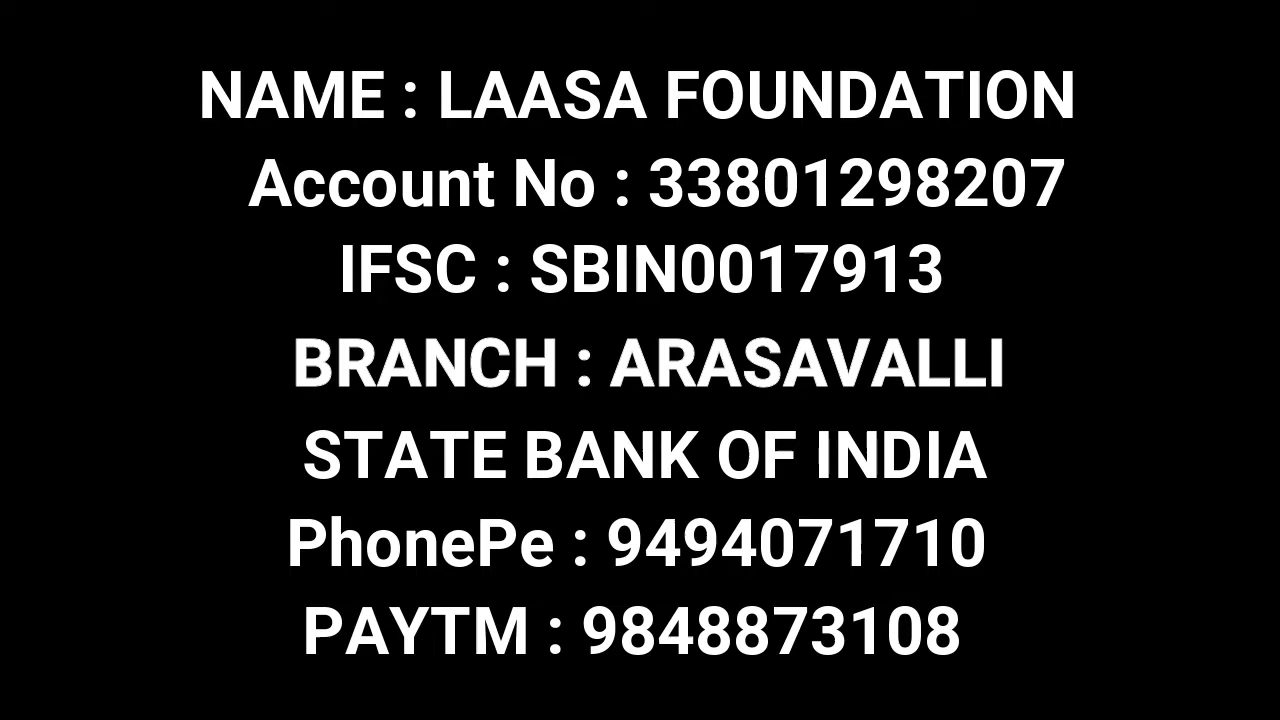 NAME : LAASA FOUNDATION
Account No : 33801298207
IFSC : SBIN0017913
BRANCH : ARASAVALLI
STATE BANK OF INDIA
PhonePe : 9494071710
PAYTM : 9848873108